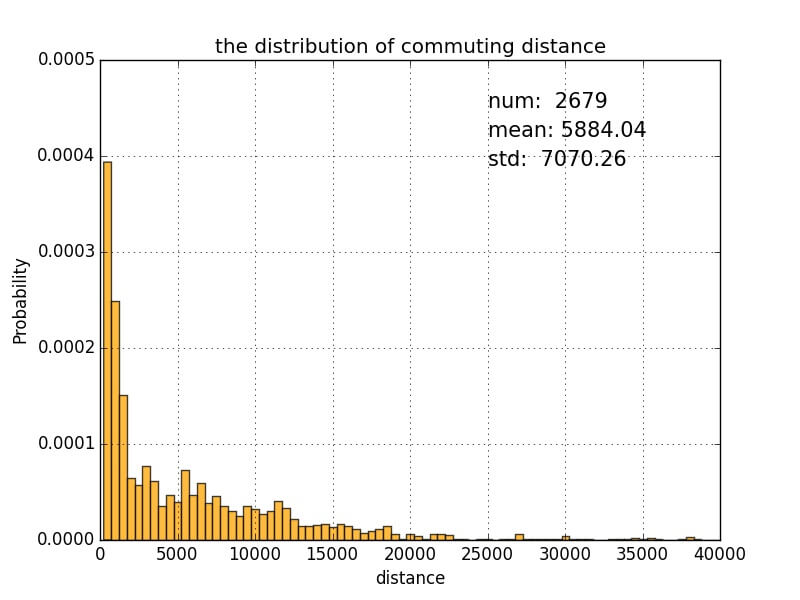 the distribution of commuting distance
0.0005
0.0004
0.0003
0.0002
0.0001
0.0000
Probability
num: 2679
mean: 5884.04
std: 7070.26
0 5000 10000 15000 20000 25000 30000 35000 40000
distance